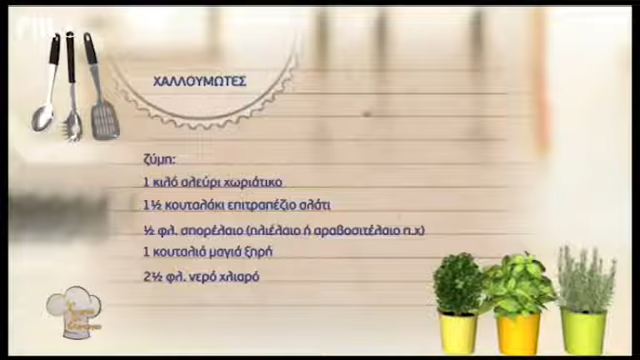 ΧΑΛΛΟΥΜΩΤΕΣ
ζύμη:
1 κιλό αλεύρι χωριάτικο
1½ κουταλάκι επιτραπέζιο αλάτι
½ φλ. σπορέλαιο (ηλιέλαιο ή αραβοσιτέλαιο π.χ)
1 κουταλιά μαγιά ξηρή
2½ φλ. νερό χλιαρό